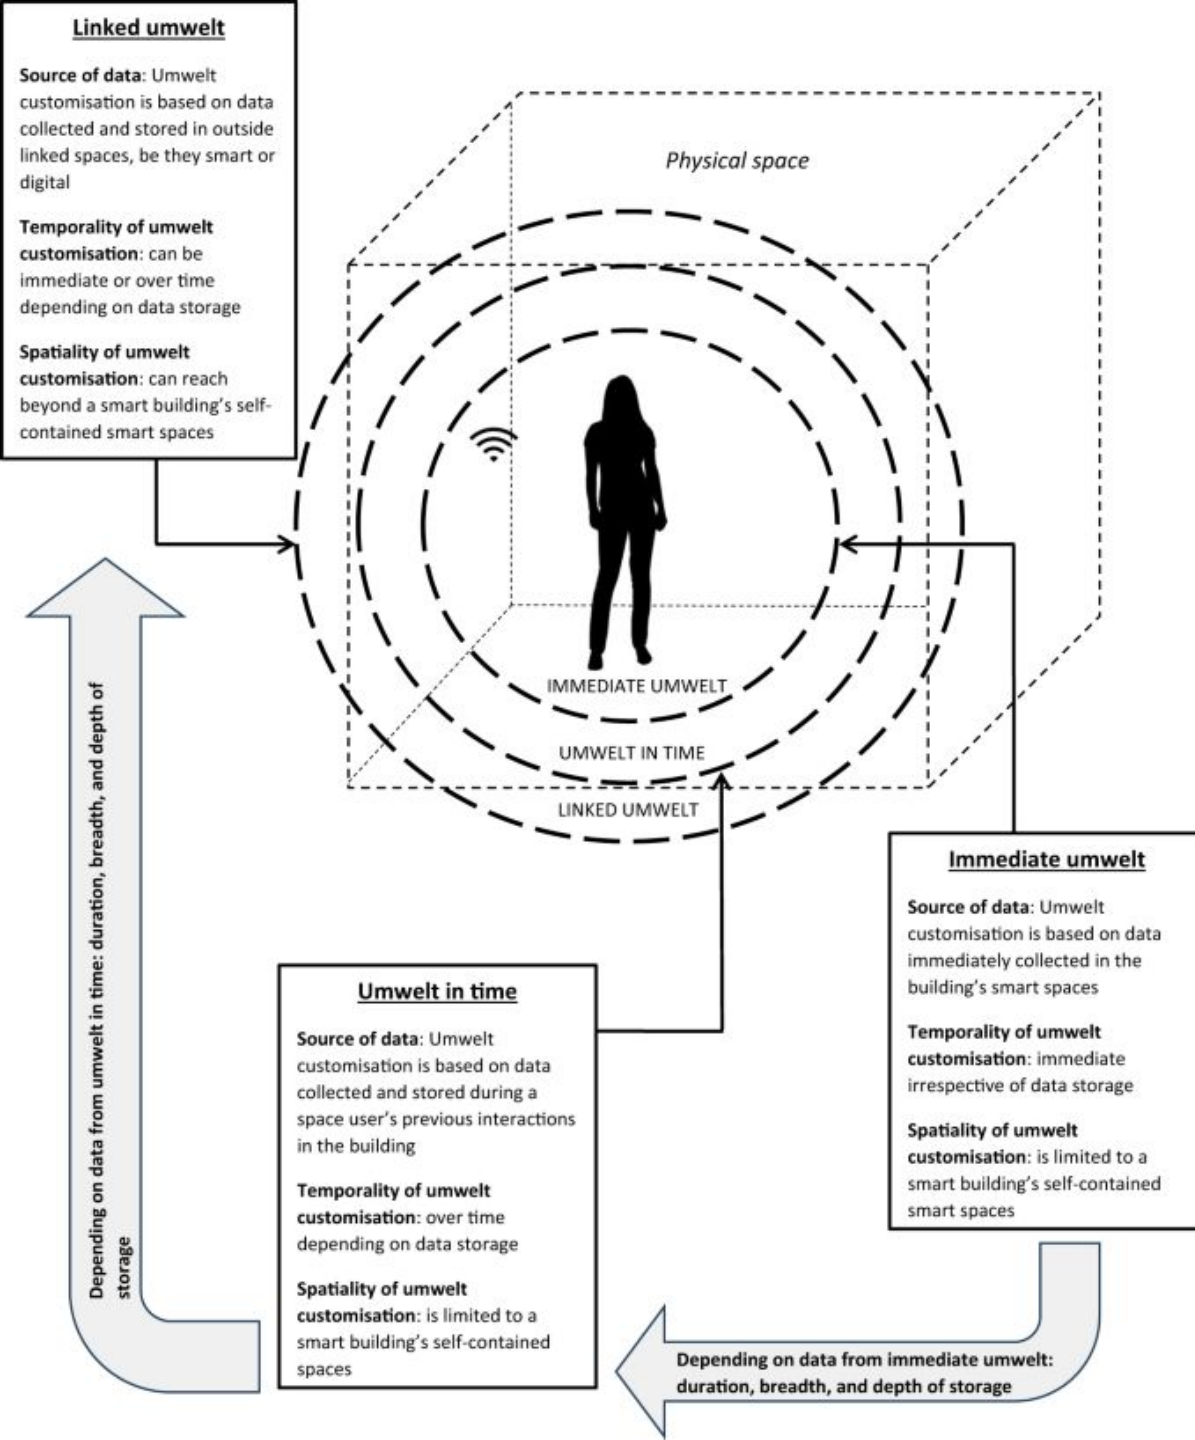 Linked umwelt
Source of data: Umwelt
customisation is based on data
collected and stored in outside
linked spaces, be they smart or
digital
Temporality of umwelt
customisation: can be
immediate or over time
depending on data storage
Spatiality of umwelt
customisation: can reach
beyond a smart building's self-
contained smart spaces
Physical space
IMMEDIATE UMWELT
UMWELT IN TIME
LINKED UMWELT
Immediate umwelt
Source of data: Umwelt
customisation is based on data
immediately collected in the
building's smart spaces
Temporality of umwelt
customisation: immediate
irrespective of data storage
Spatiality of umwelt
customisation: is limited to a
smart building's self-contained
smart spaces
Umwelt in time
Source of data: Umwelt
customisation is based on data
collected and stored during a
space user's previous interactions
in the building
Temporality of umwelt
customisation: over time
depending on data storage
Spatiality of umwelt
customisation: is limited to a
smart building's self-contained
spaces
Depending on data from immediate umwelt:
duration, breadth, and depth of storage
Depending on data from umwelt in time: duration, breadth, and depth of
storage